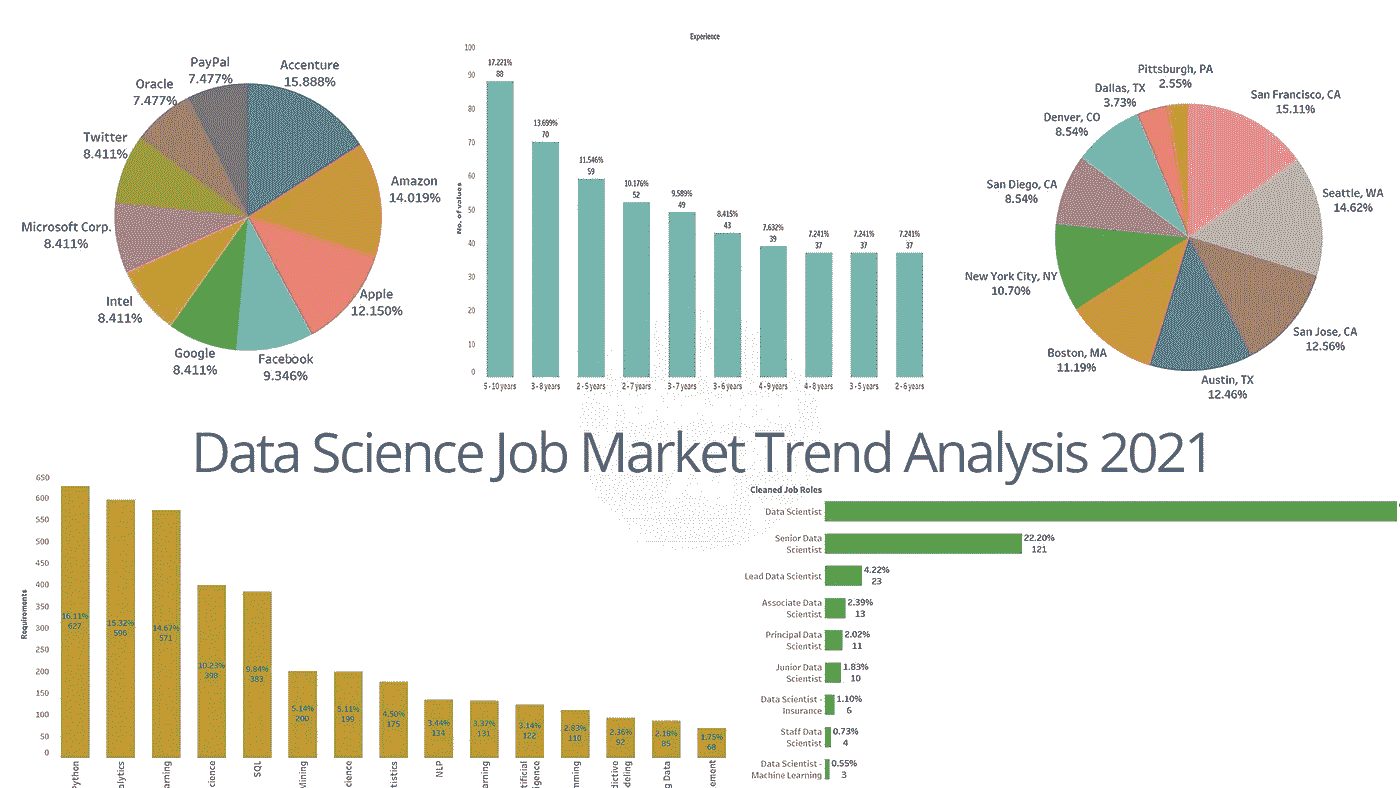 PayPal
7.477%
Accenture
15.888%
Oracle
7.477%
Twitter
8.411%
Amazon
14.019%
Microsoft Corp.
8.411%
Intel
8.411%
Apple
12.150%
Google
8.411%
Facebook
9.346%
Experience
No. of values
100
90
80
70
60
50
40
30
20
10
0
17.221%
88
13.699%
70
11.546%
59
10.176%
52
9.589%
49
8.415%
43
7.632%
39
7.241%
37
7.241%
37
7.241%
37
5 - 10 years
3 - 8 years
2 - 5 years
2 - 7 years
3 - 7 years
3 - 6 years
4 - 9 years
4 - 8 years
3 - 5 years
2 - 6 years
Pittsburgh, PA
2.55%
Dallas, TX
3.73%
San Francisco, CA
15.11%
Denver, CO
8.54%
San Diego, CA
8.54%
Seattle, WA
14.62%
New York City, NY
10.70%
San Jose, CA
12.56%
Boston, MA
11.19%
Austin, TX
12.46%
Data Science Job Market Trend Analysis 2021
Requirements
650
600
550
500
450
400
350
300
250
200
150
100
50
0
16.11%
627
15.32%
596
14.67%
571
10.23%
398
9.84%
383
5.14%
200
5.11%
199
4.50%
175
3.44%
134
3.37%
131
3.14%
122
2.83%
110
2.36%
92
2.18%
85
1.75%
68
Python
alytics
arning
cience
SQL
Mining
cience
tistics
NLP
arning
tificial
igence
mming
dictive
deling
g Data
ement
Cleaned Job Roles
Data Scientist
Senior Data
Scientist
22.20%
121
Lead Data Scientist
4.22%
23
Associate Data
Scientist
2.39%
13
Principal Data
Scientist
2.02%
11
Junior Data
Scientist
1.83%
10
Data Scientist -
Insurance
1.10%
6
Staff Data
Scientist
0.73%
4
Data Scientist -
Machine Learning
0.55%
3